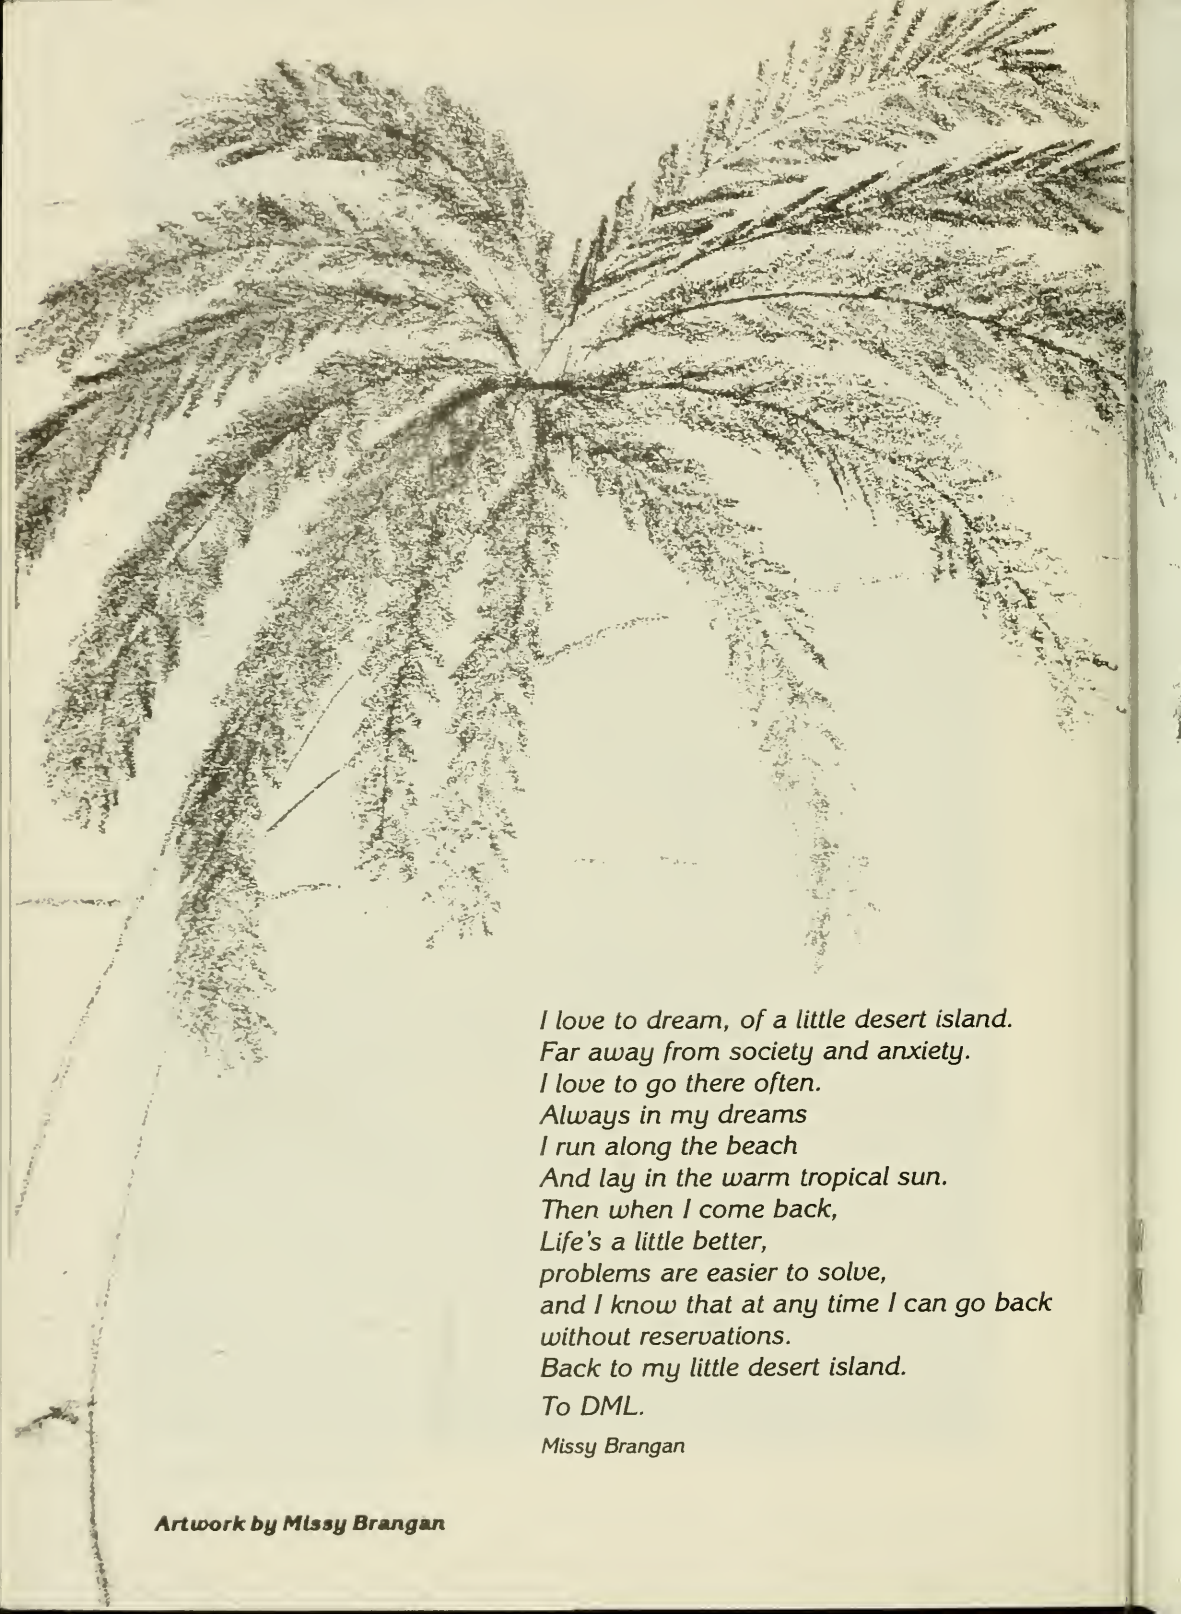 I love to dream, of a little desert island.
Far away from society and anxiety.
I love to go there often.
Always in my dreams
I run along the beach
And lay in the warm tropical sun.
Then when I come back,
Life's a little better,
problems are easier to solve,
and I know that at any time I can go back
without reservations.
Back to my little desert island.
To DML.
Missy Brangan
Artwork by Missy Brangan